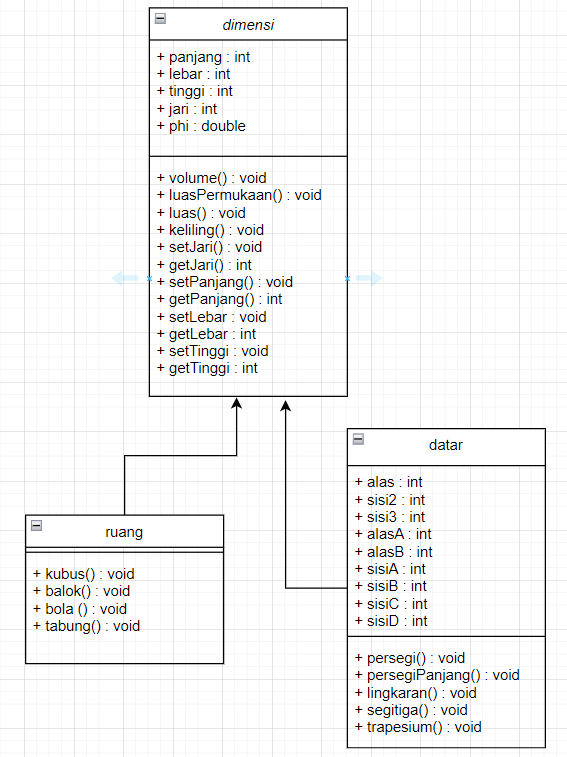 dimensi
+ panjang : int
+ lebar : int
+ tinggi : int
+ jari : int
+ phi : double
+ volume() : void
+ luasPermukaan() : void
+ luas() : void
+ keliling() : void
+ setJari() : void
+ getJari() : int
+ setPanjang() : void
+ getPanjang() : int
+ setLebar : void
+ getLebar : int
+ setTinggi : void
+ getTinggi : int
ruang
+ kubus() : void
+ balok() : void
+ bola () : void
+ tabung() : void
datar
+ alas : int
+ sisi2 : int
+ sisi3 : int
+ alasA : int
+ alasB : int
+ sisiA : int
+ sisiB : int
+ sisiC : int
+ sisiD : int
+ persegi() : void
+ persegiPanjang() : void
+ lingkaran() : void
+ segitiga() : void
+ trapesium() : void